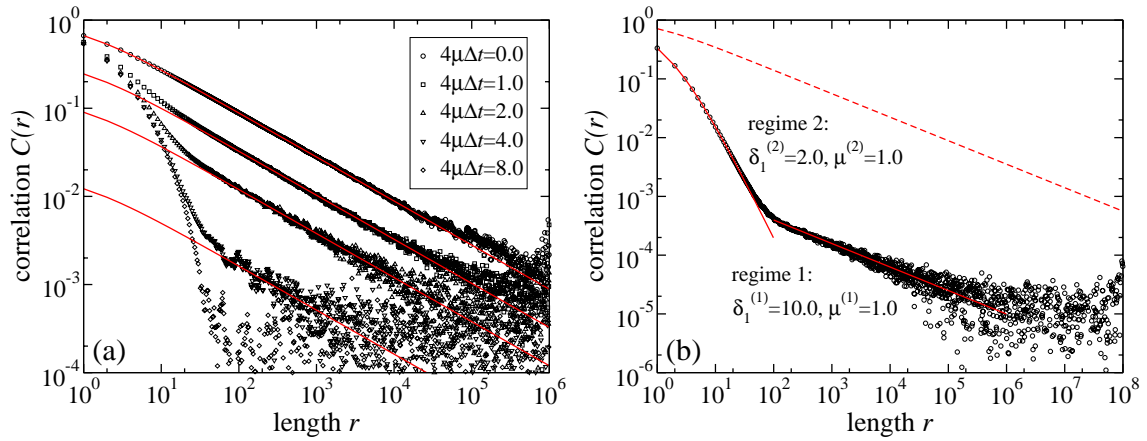 10^0
10^-1
10^-2
10^-3
10^-4
correlation C(r)
4μΔt=0.0
4μΔt=1.0
4μΔt=2.0
4μΔt=4.0
4μΔt=8.0
(a)
10^0 10^1 10^2 10^3 10^4 10^5 10^6
length r
10^0
10^-1
10^-2
10^-3
10^-4
10^-5
10^-6
correlation C(r)
regime 2:
δ_1^(2)=2.0, μ^(2)=1.0
regime 1:
δ_1^(1)=10.0, μ^(1)=1.0
(b)
10^0 10^1 10^2 10^3 10^4 10^5 10^6 10^7 10^8
length r